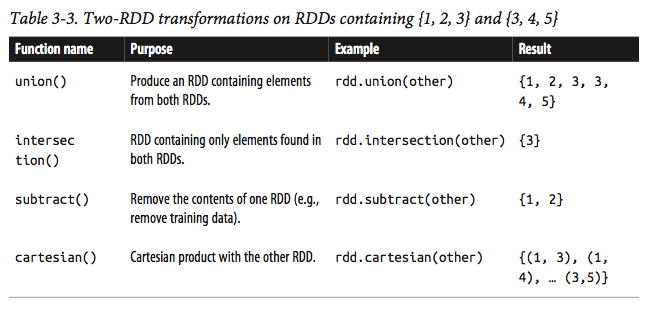 Table 3-3. Two-RDD transformations on RDDs containing {1, 2, 3} and {3, 4, 5}
Function name Purpose Example Result
union() Produce an RDD containing elements rdd.union(other) {1, 2, 3, 3,
from both RDDs. 4, 5}
intersec RDD containing only elements found in rdd.intersection(other) {3}
tion() both RDDs.
subtract() Remove the contents of one RDD (e.g., rdd.subtract(other) {1, 2}
remove training data).
cartesian() Cartesian product with the other RDD. rdd.cartesian(other) {(1, 3), (1,
4), … (3,5)}